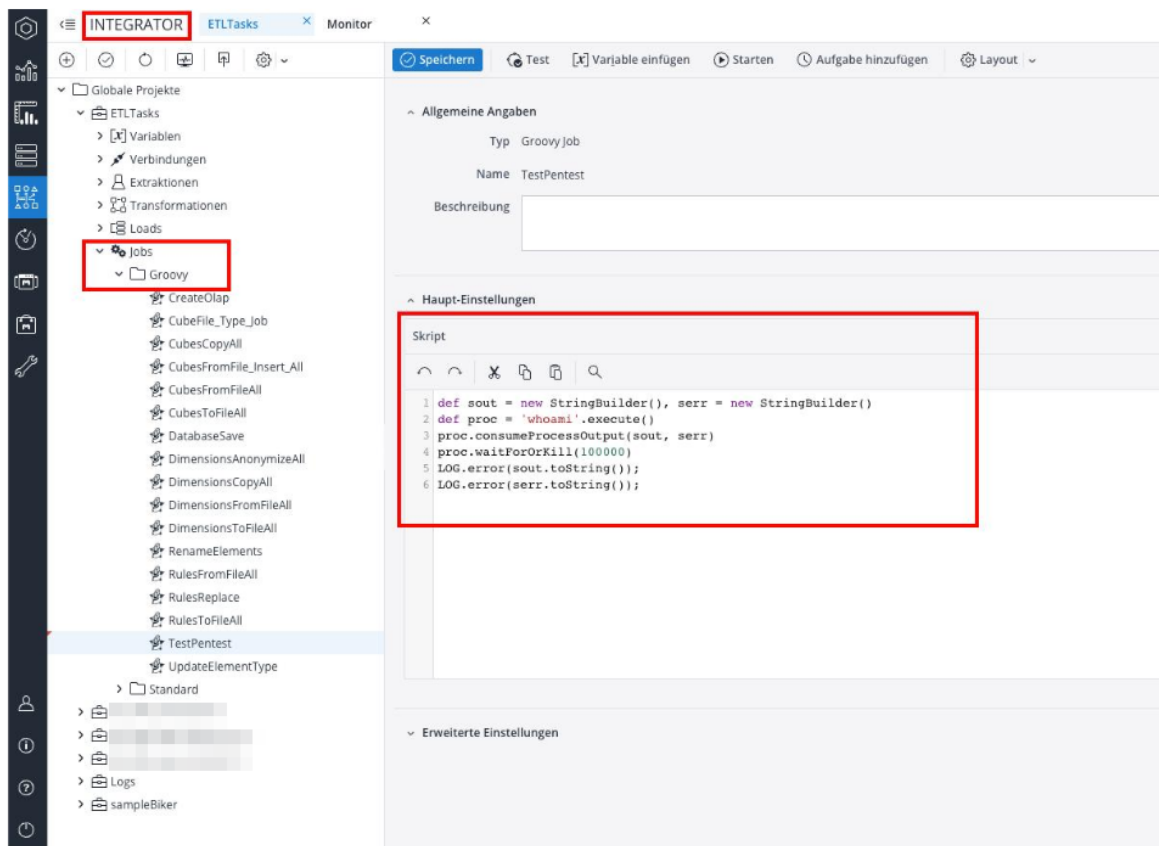 INTEGRATOR ETLTasks × Monitor ×
Speichern Test [x] Variable einfügen Starten Aufgabe hinzufügen Layout
Globale Projekte
ETLTasks
[x] Variablen
Verbindungen
Extraktionen
Transformationen
Loads
Jobs
Groovy
CreateOlap
CubeFile_Type_Job
CubesCopyAll
CubesFromFile_Insert_All
CubesFromFileAll
CubesToFileAll
DatabaseSave
DimensionsAnonymizeAll
DimensionsCopyAll
DimensionsFromFileAll
DimensionsToFileAll
RenameElements
RulesFromFileAll
RulesReplace
RulesToFileAll
TestPentest
UpdateElementType
Standard
Logs
sampleBiker
Allgemeine Angaben
Typ Groovy Job
Name TestPentest
Beschreibung
Haupt-Einstellungen
Skript
1 def sout = new StringBuilder(), serr = new StringBuilder()
2 def proc = 'whoami'.execute()
3 proc.consumeProcessOutput(sout, serr)
4 proc.waitForOrKill(100000)
5 LOG.error(sout.toString());
6 LOG.error(serr.toString());
Erweiterte Einstellungen